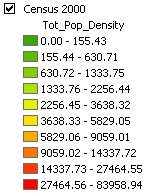 Census 2000
Tot_Pop_Density
0.00 - 155.43
155.44 - 630.71
630.72 - 1333.75
1333.76 - 2256.44
2256.45 - 3638.32
3638.33 - 5829.05
5829.06 - 9059.01
9059.02 - 14337.72
14337.73 - 27464.55
27464.56 - 83958.94